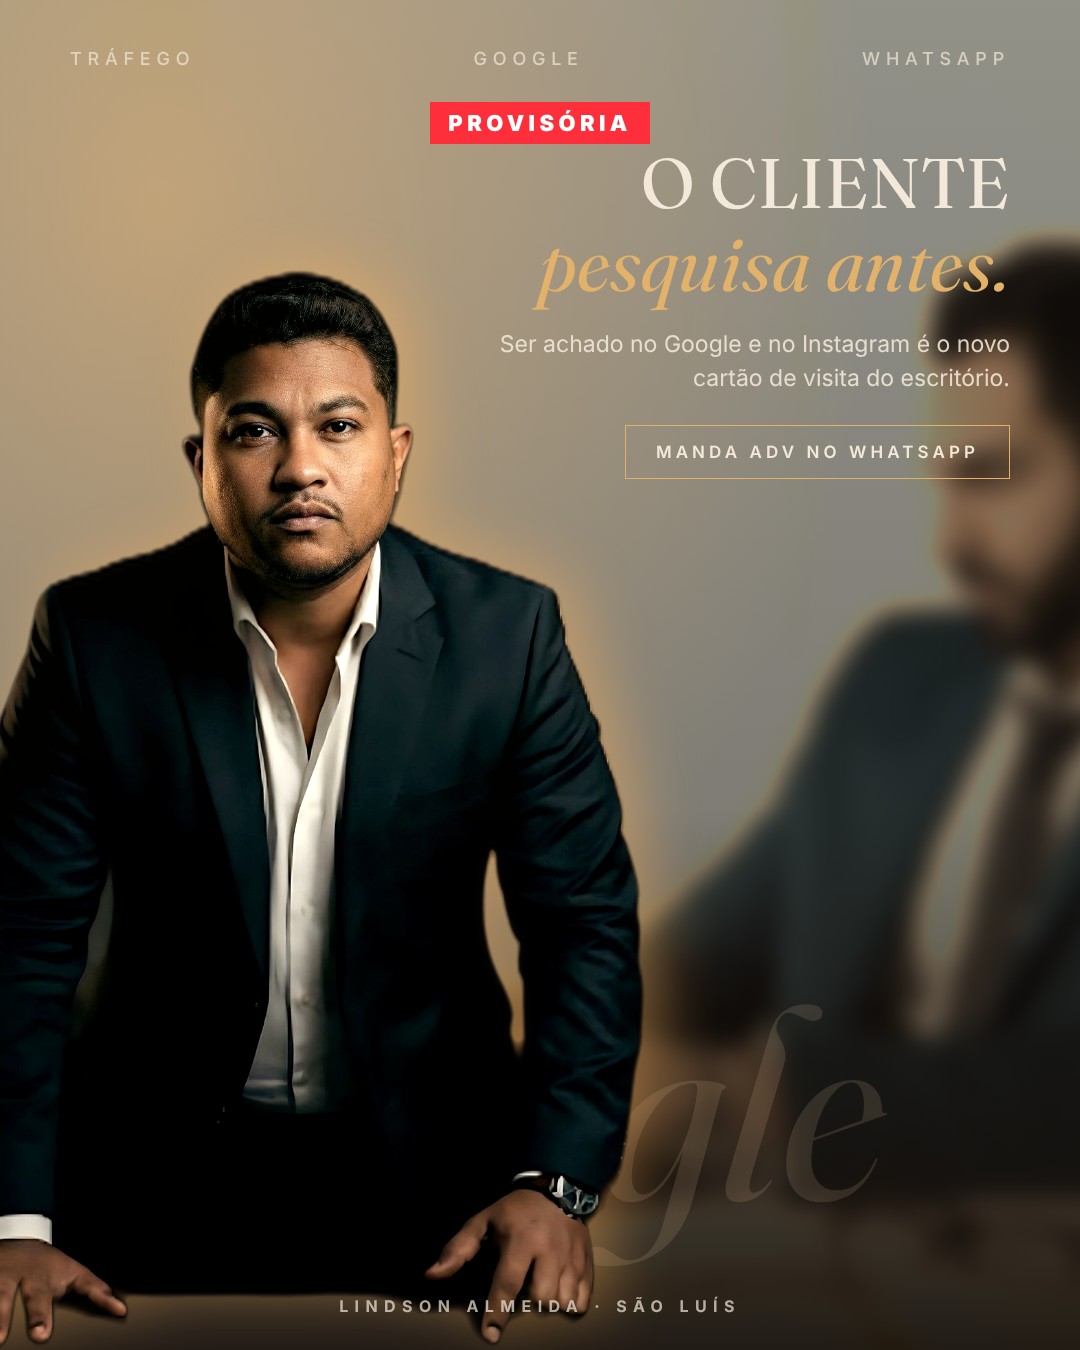 TRÁFEGO GOOGLE WHATSAPP
PROVISÓRIA
O CLIENTE
pesquisa antes.
Ser achado no Google e no Instagram é o novo
cartão de visita do escritório.
MANDA ADV NO WHATSAPP
gle
LINDSON ALMEIDA · SÃO LUÍS